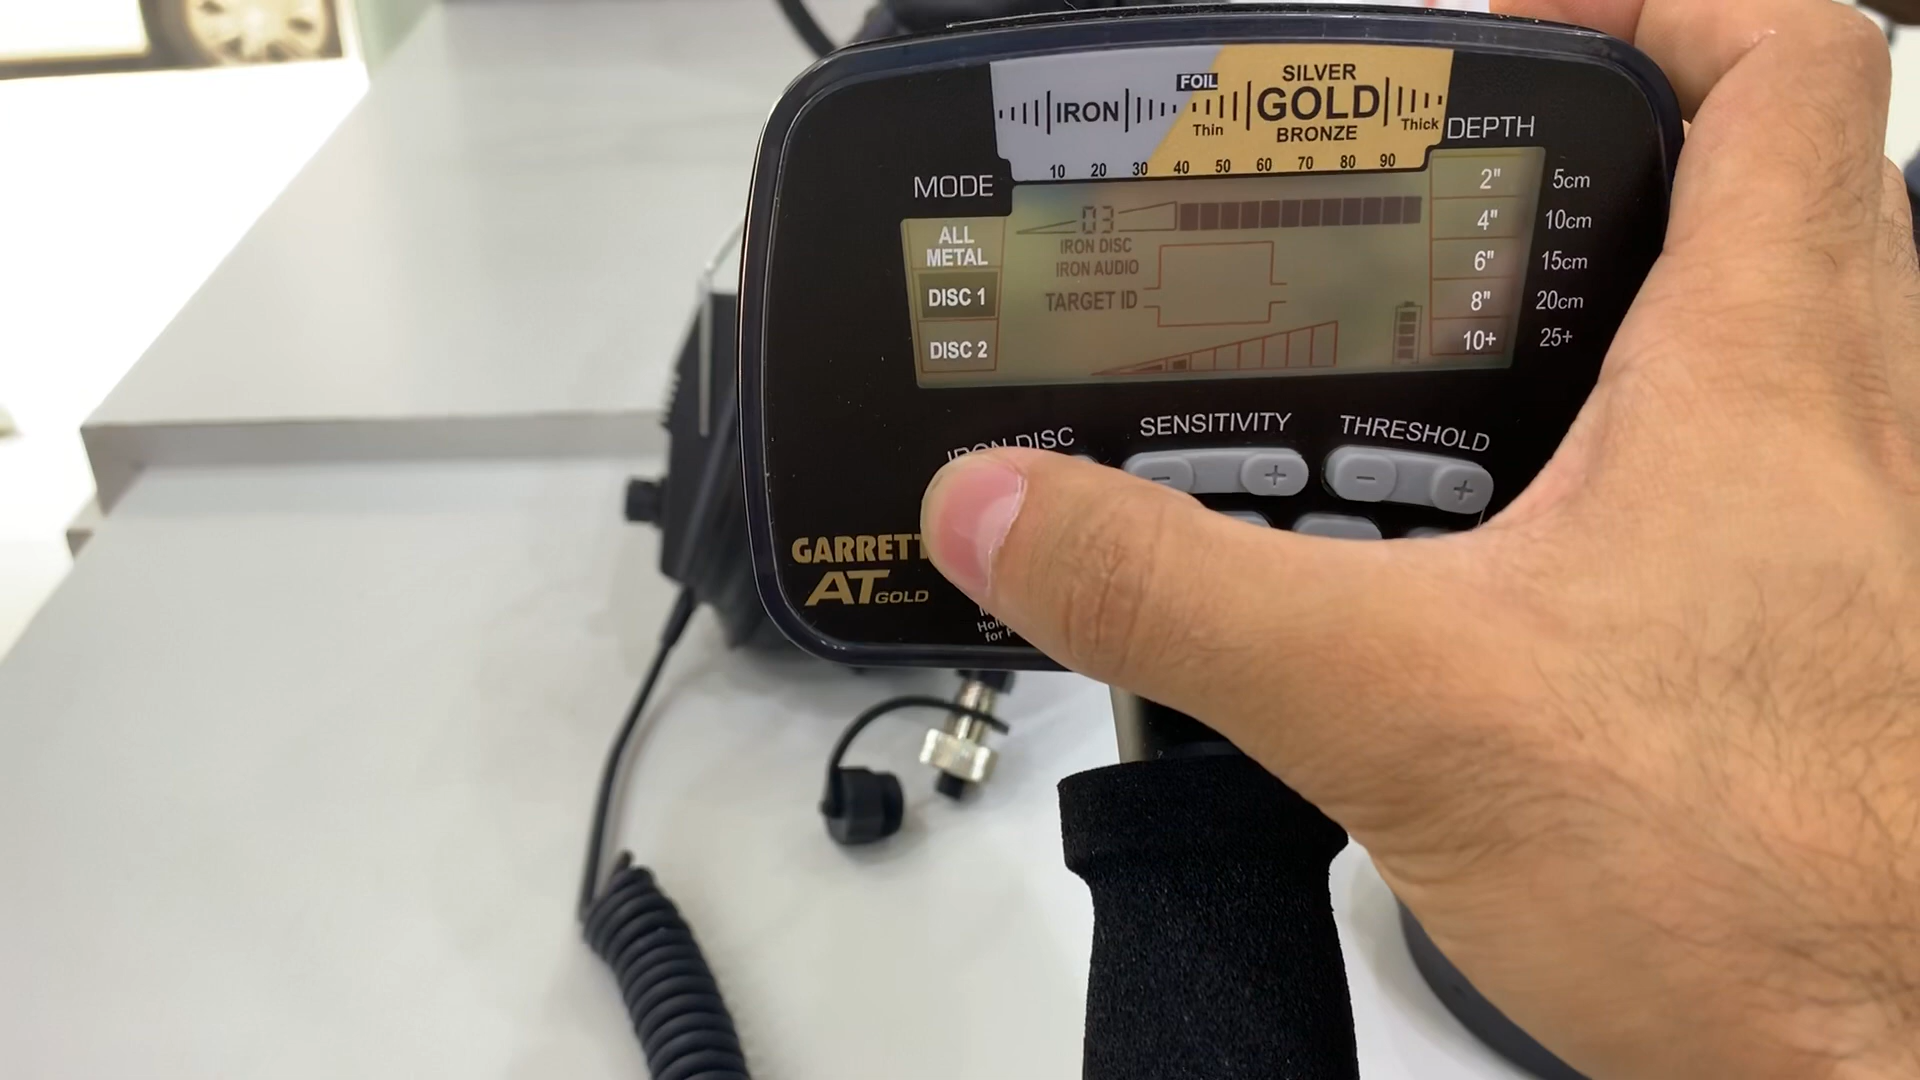 FOIL
SILVER
IRON
GOLD
Thin
BRONZE
Thick
10 20 30 40 50 60 70 80 90
MODE
DEPTH
ALL
METAL
DISC 1
DISC 2
03
IRON DISC
IRON AUDIO
TARGET ID
2" 5cm
4" 10cm
6" 15cm
8" 20cm
10+ 25+
IRON DISC
SENSITIVITY
THRESHOLD
- +
- +
GARRETT
AT GOLD
for